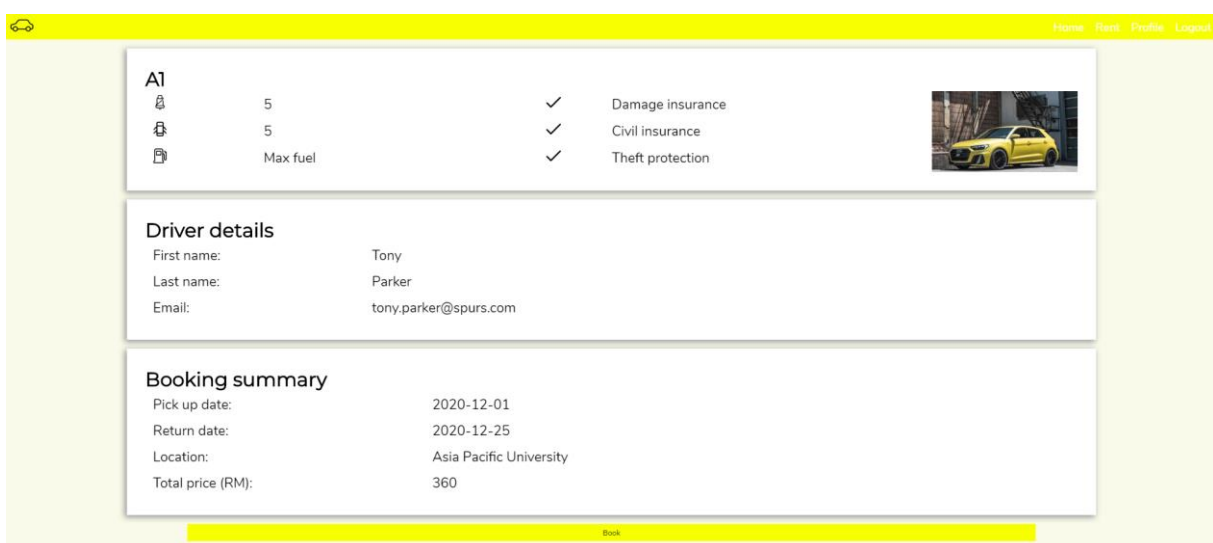 Home Rent Profile Logout
A1
5 Damage insurance
5 Civil insurance
Max fuel Theft protection
Driver details
First name: Tony
Last name: Parker
Email: tony.parker@spurs.com
Booking summary
Pick up date: 2020-12-01
Return date: 2020-12-25
Location: Asia Pacific University
Total price (RM): 360
Book